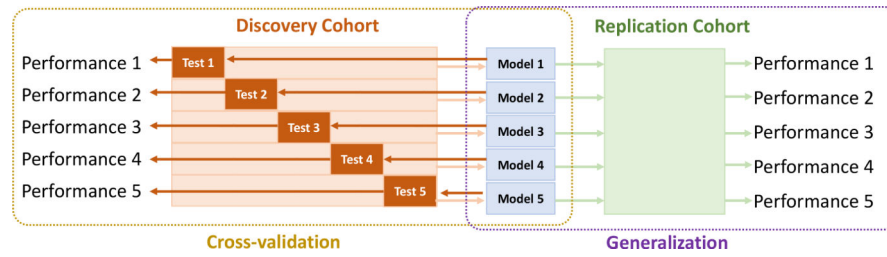 Discovery Cohort Replication Cohort
Performance 1 Test 1 Model 1 Performance 1
Performance 2 Test 2 Model 2 Performance 2
Performance 3 Test 3 Model 3 Performance 3
Performance 4 Test 4 Model 4 Performance 4
Performance 5 Test 5 Model 5 Performance 5
Cross-validation Generalization